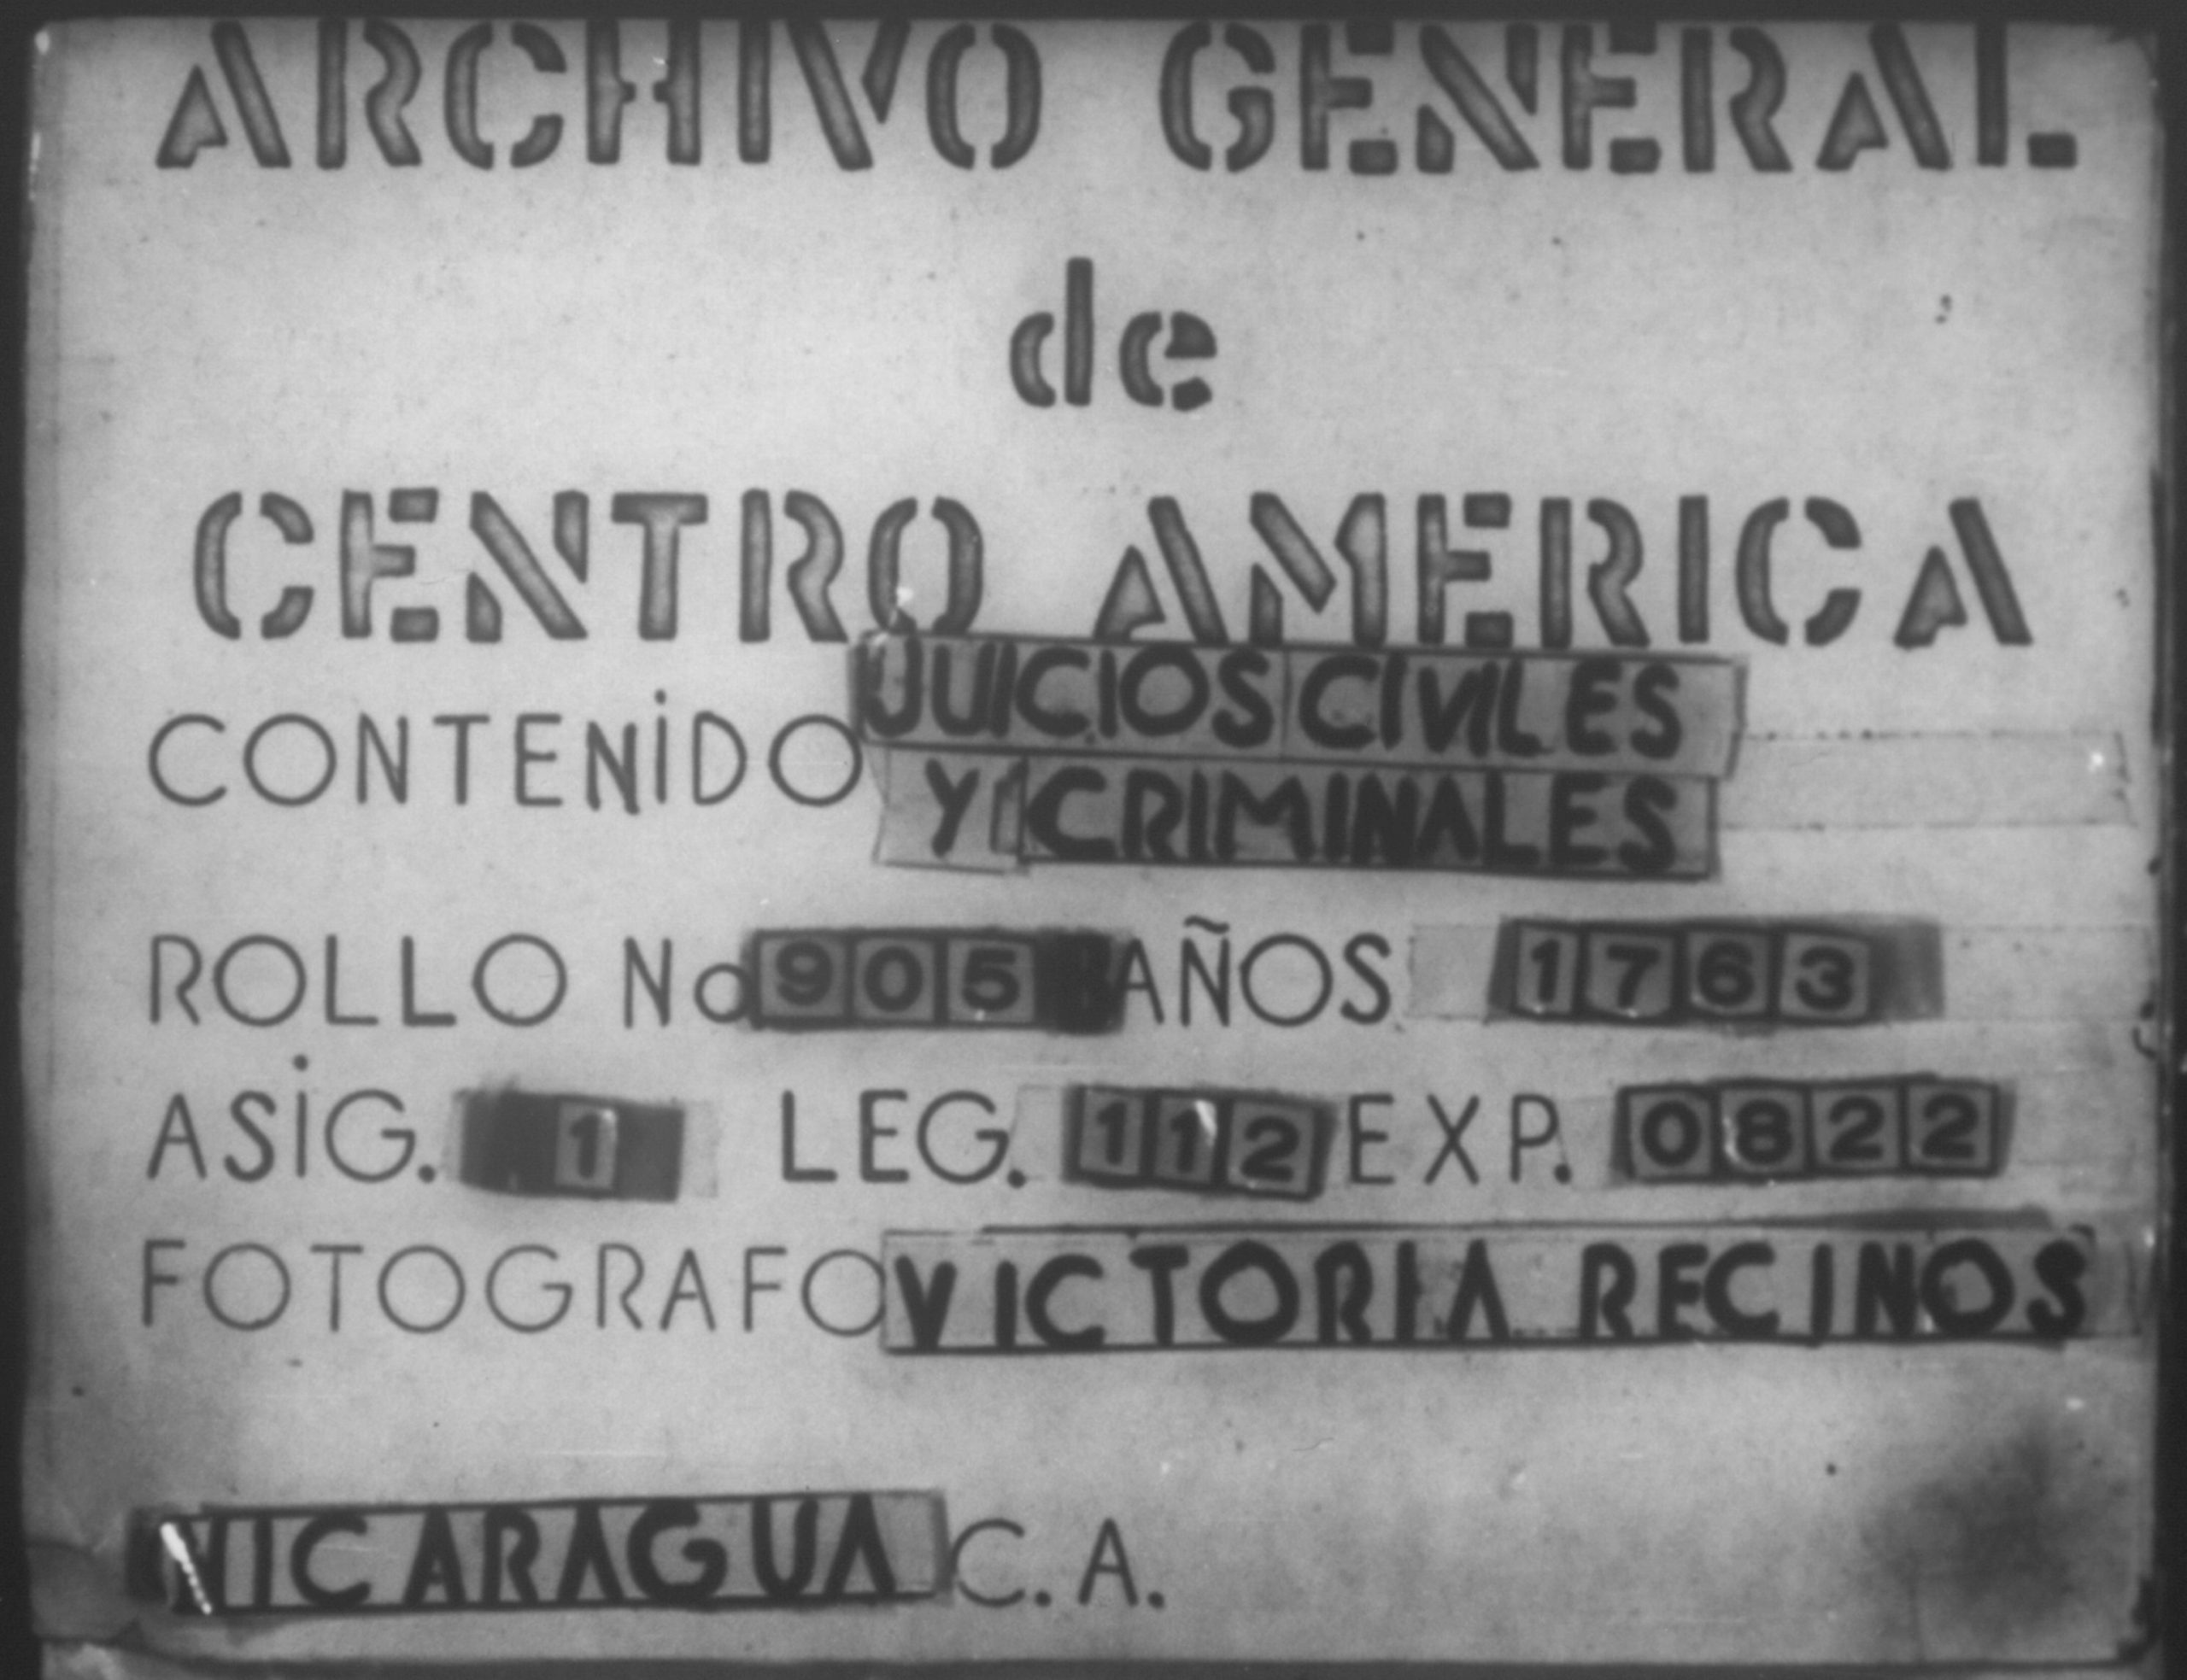 ARCHIVO GENERAL
de
CENTRO AMERICA
CONTENIDO JUICIOS CIVILES
Y CRIMINALES
ROLLO No 905 AÑOS 1763
ASIG. 1 LEG. 112 EXP. 0822
FOTOGRAFO VICTORIA RECINOS
NICARAGUA C.A.